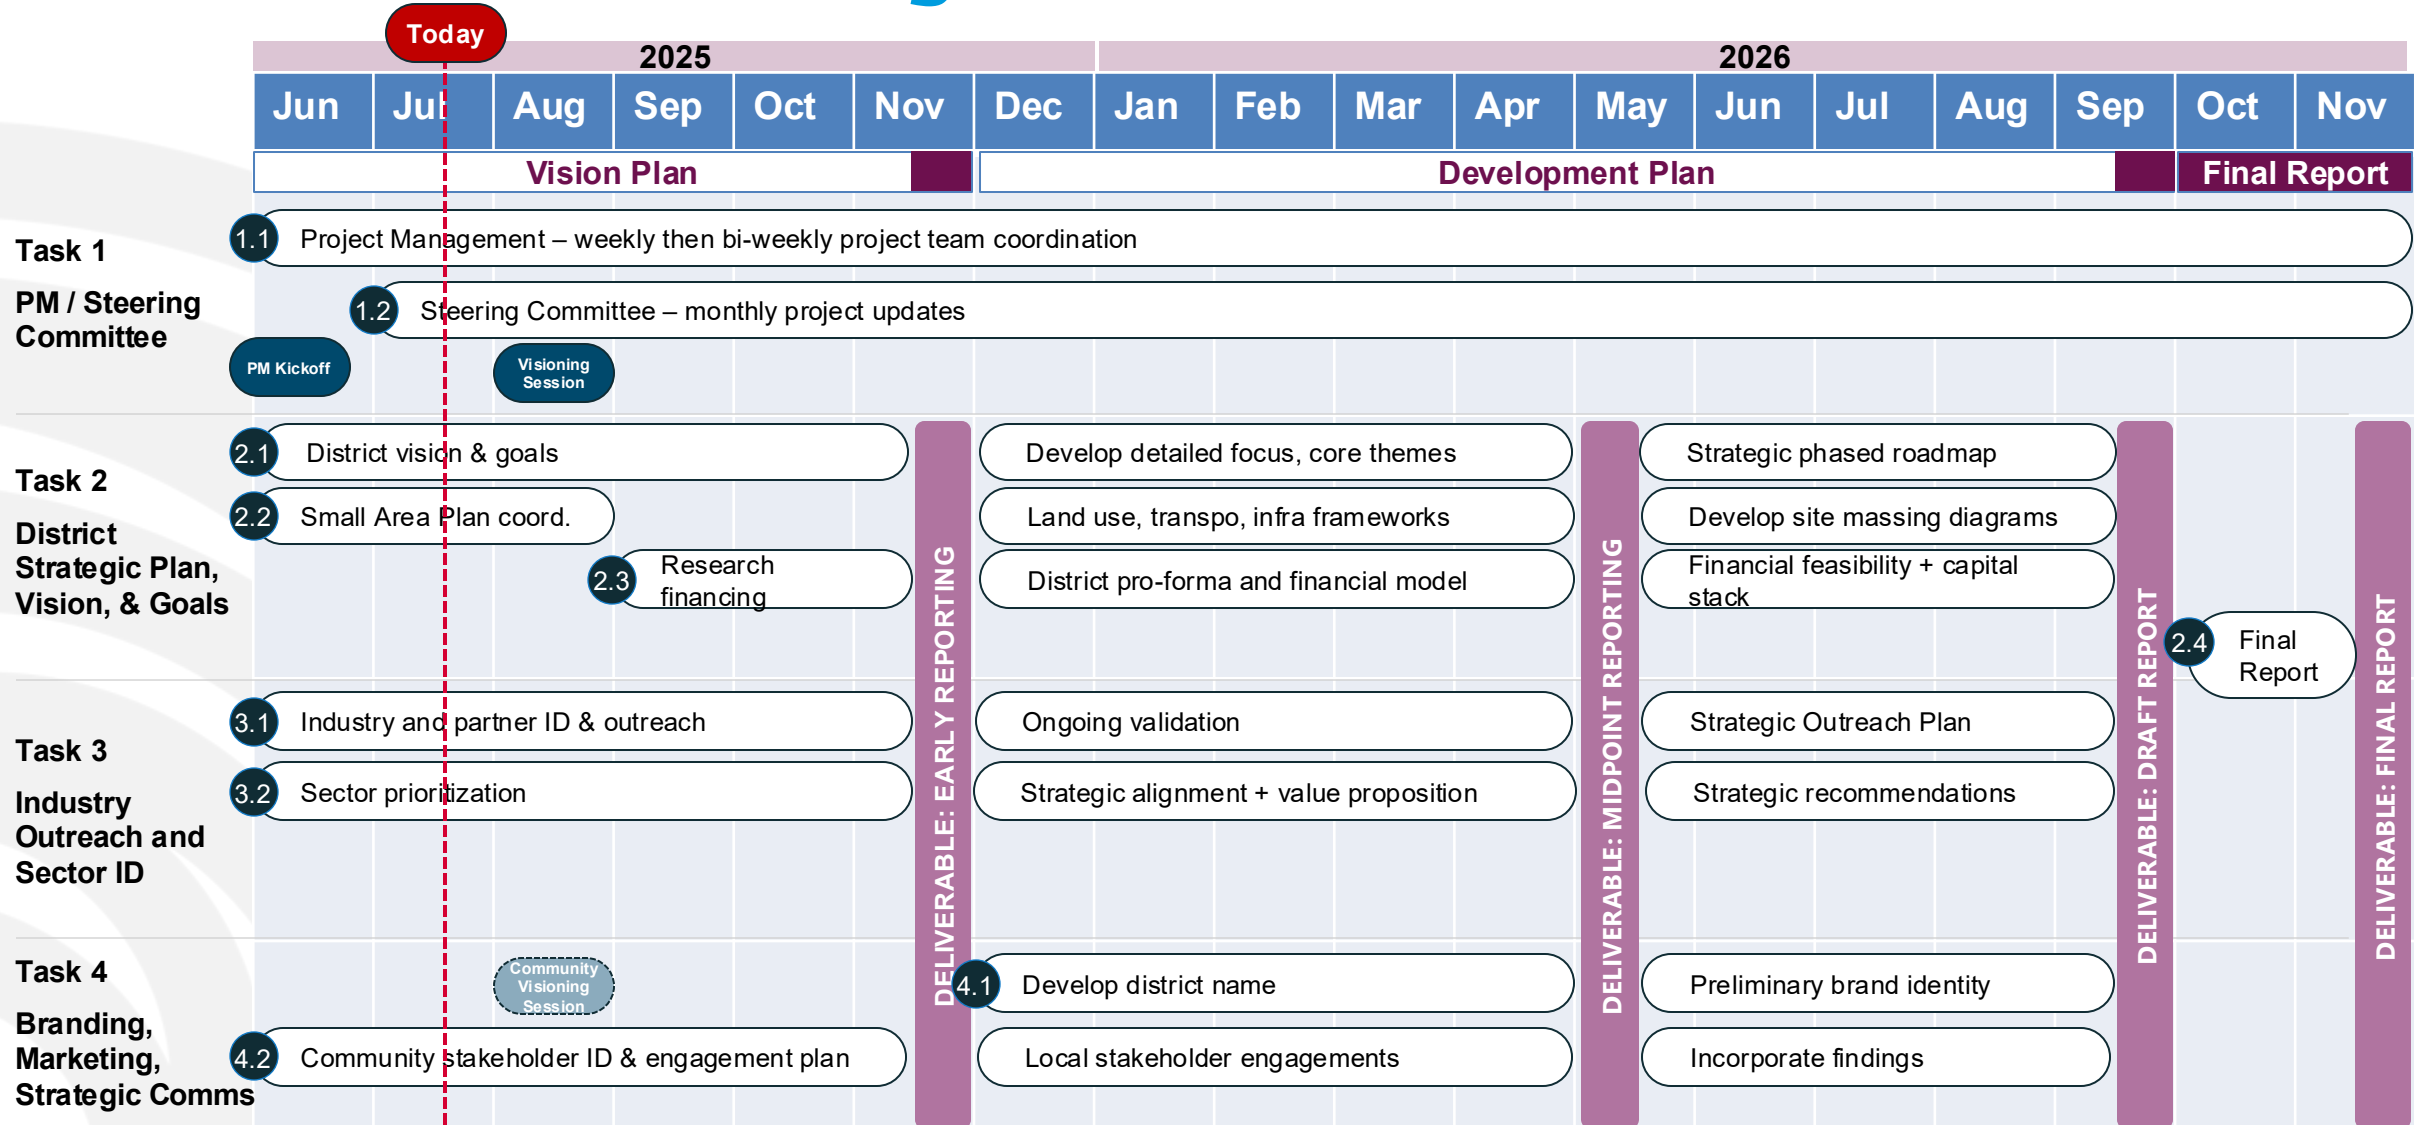 Today
2025
2026
Jun
Jul
Aug
Sep
Oct
Nov
Dec
Jan
Feb
Mar
Apr
May
Jun
Jul
Aug
Sep
Oct
Nov
Vision Plan
Development Plan
Final Report
Task 1
PM / Steering
Committee
1.1
Project Management – weekly then bi-weekly project team coordination
1.2
Steering Committee – monthly project updates
PM Kickoff
Visioning
Session
Task 2
District
Strategic Plan,
Vision, & Goals
2.1
District vision & goals
Develop detailed focus, core themes
Strategic phased roadmap
2.2
Small Area Plan coord.
Land use, transpo, infra frameworks
Develop site massing diagrams
2.3
Research
financing
District pro-forma and financial model
Financial feasibility + capital
stack
2.4
Final
Report
DELIVERABLE: EARLY REPORTING
DELIVERABLE: MIDPOINT REPORTING
DELIVERABLE: DRAFT REPORT
DELIVERABLE: FINAL REPORT
Task 3
Industry
Outreach and
Sector ID
3.1
Industry and partner ID & outreach
Ongoing validation
Strategic Outreach Plan
3.2
Sector prioritization
Strategic alignment + value proposition
Strategic recommendations
Task 4
Branding,
Marketing,
Strategic Comms
Community
Visioning
Session
4.1
Develop district name
Preliminary brand identity
4.2
Community stakeholder ID & engagement plan
Local stakeholder engagements
Incorporate findings